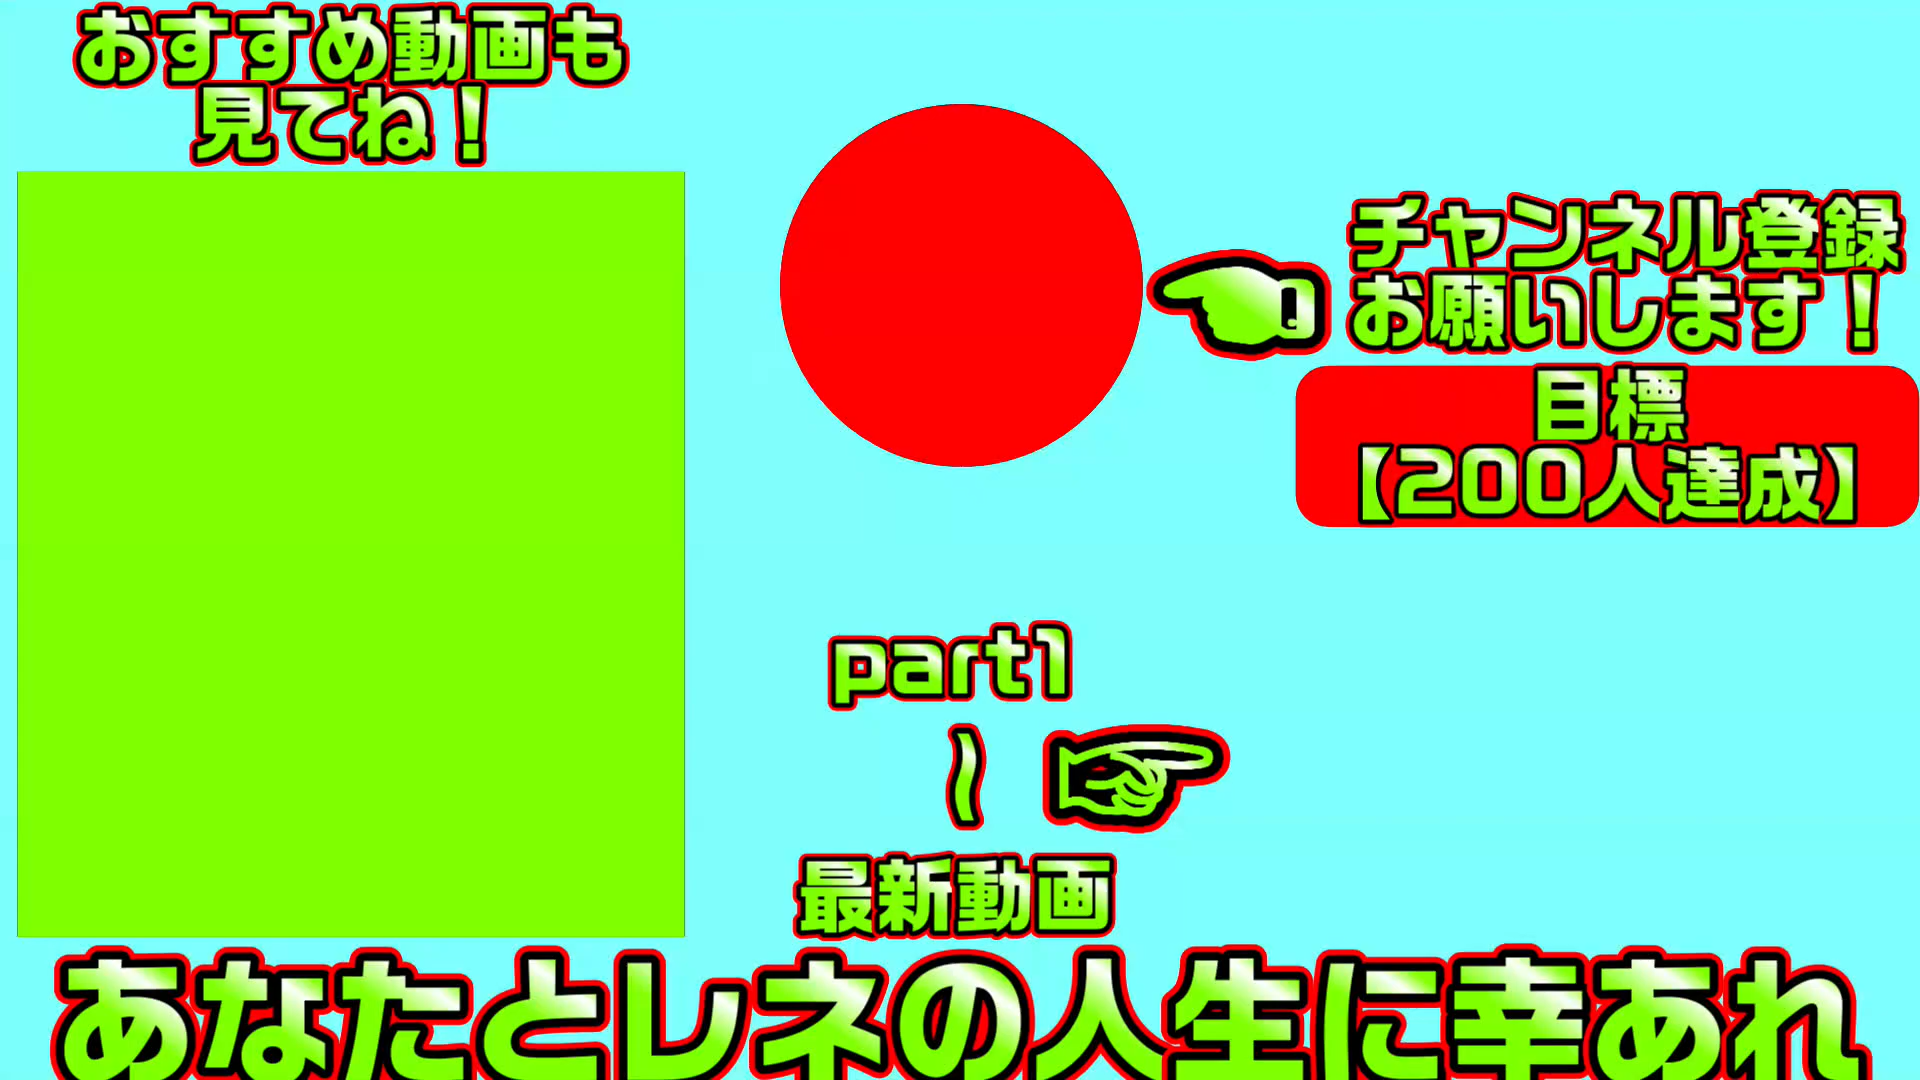 おすすめ動画も
見てね！
チャンネル登録
お願いします！
目標
【200人達成】
part1
～
最新動画
あなたとレネの人生に幸あれ